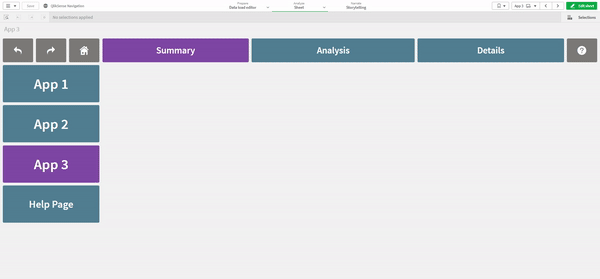 Save
QlikSense Navigation
Prepare
Data load editor
Analyze
Sheet
Narrate
Storytelling
App 3
Edit sheet
No selections applied
Selections
App 3
Summary
Analysis
Details
?
App 1
App 2
App 3
Help Page